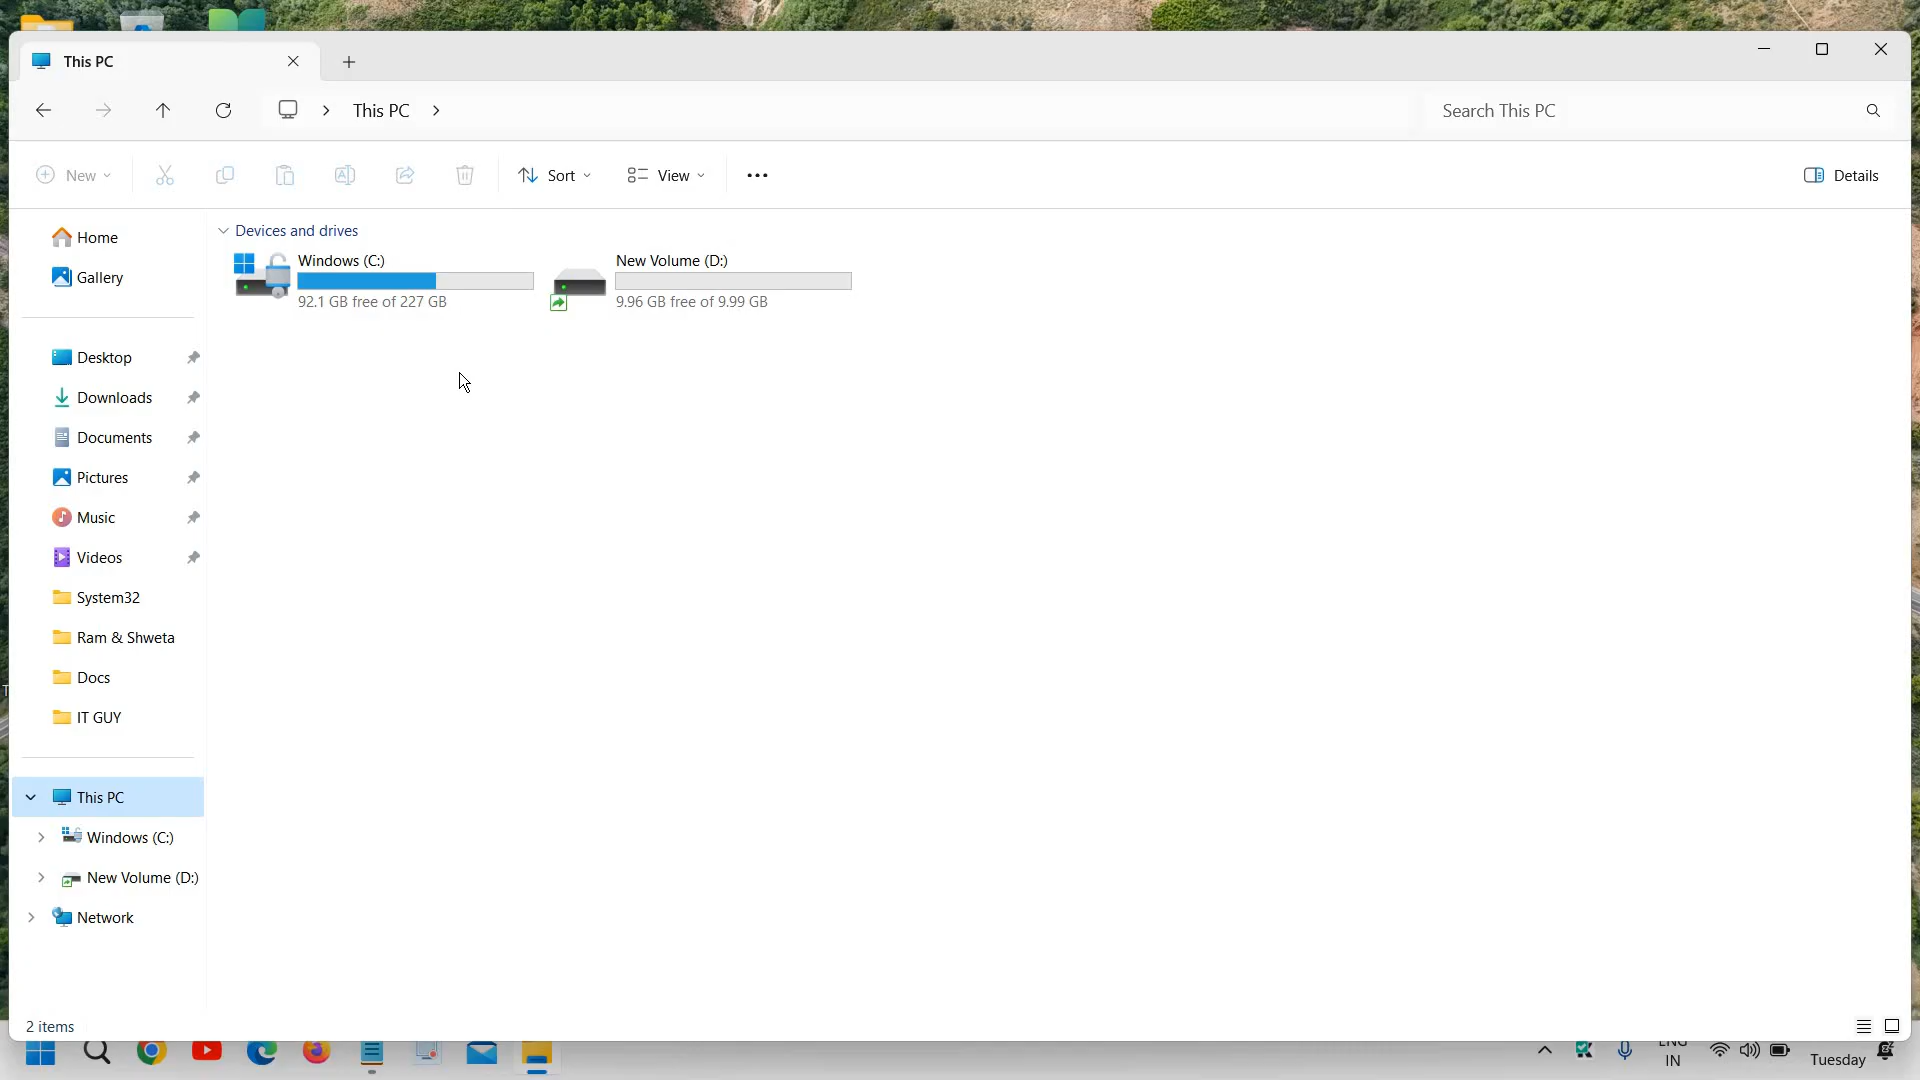 This PC
This PC
Search This PC
New
Sort
View
Details
Home
Gallery
Desktop
Downloads
Documents
Pictures
Music
Videos
System32
Ram & Shweta
Docs
IT GUY
This PC
Windows (C:)
New Volume (D:)
Network
Devices and drives
Windows (C:)
92.1 GB free of 227 GB
New Volume (D:)
9.96 GB free of 9.99 GB
2 items
ENG
IN
Tuesday